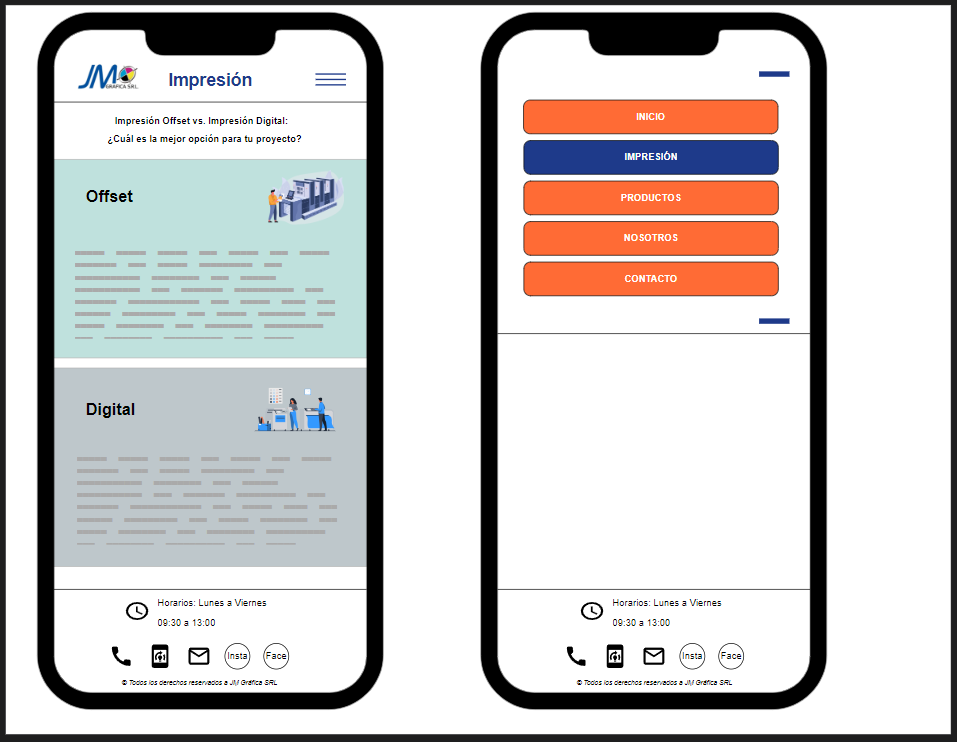 JM
GRAFICA S.R.L.
Impresión
Impresión Offset vs. Impresión Digital:
¿Cuál es la mejor opción para tu proyecto?
Offset
Digital
Horarios: Lunes a Viernes
09:30 a 13:00
Insta
Face
© Todos los derechos reservados a JM Gráfica SRL
INICIO
IMPRESIÓN
PRODUCTOS
NOSOTROS
CONTACTO
Horarios: Lunes a Viernes
09:30 a 13:00
Insta
Face
© Todos los derechos reservados a JM Gráfica SRL